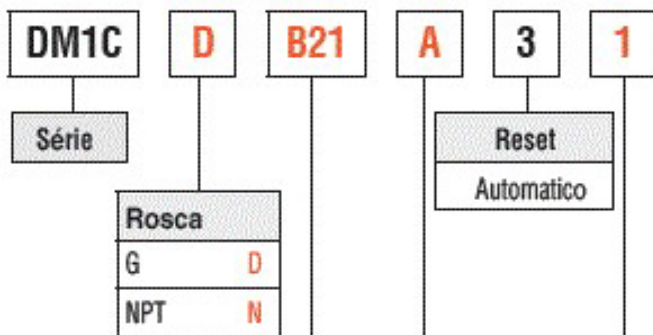 DM1C D B21 A 3 1
Série
Reset
Automatico
Rosca
G D
NPT N